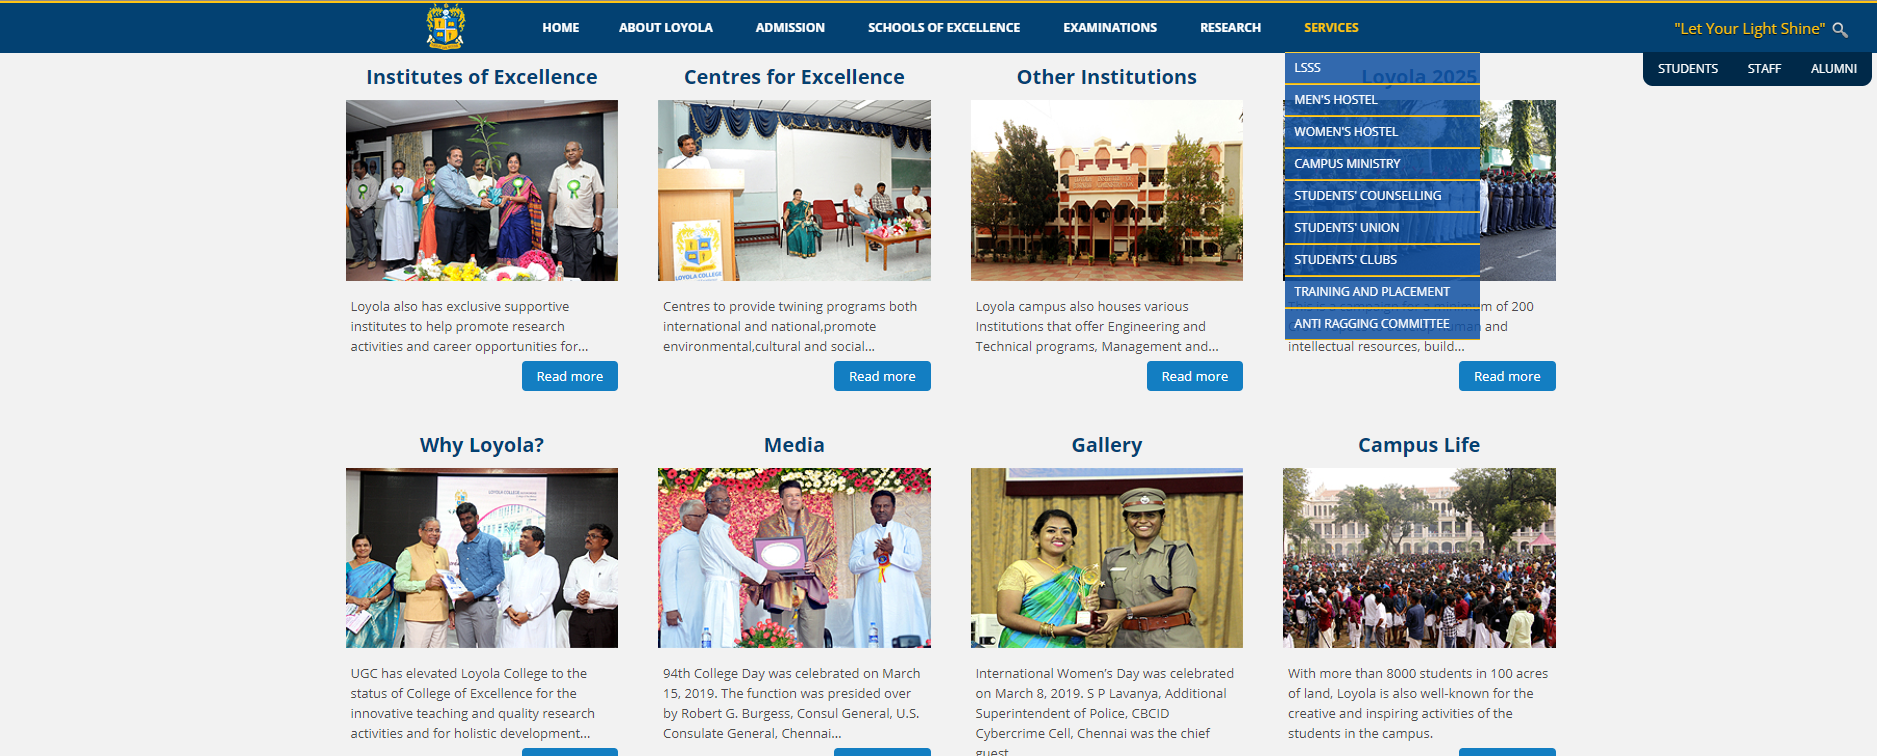 HOME ABOUT LOYOLA ADMISSION SCHOOLS OF EXCELLENCE EXAMINATIONS RESEARCH SERVICES
"Let Your Light Shine"
STUDENTS STAFF ALUMNI
LSSS
MEN'S HOSTEL
WOMEN'S HOSTEL
CAMPUS MINISTRY
STUDENTS' COUNSELLING
STUDENTS' UNION
STUDENTS' CLUBS
TRAINING AND PLACEMENT
ANTI RAGGING COMMITTEE
Institutes of Excellence
LOYOLA COLLEGE
Loyola also has exclusive supportive
institutes to help promote research
activities and career opportunities for...
Read more
Centres for Excellence
Centres to provide twining programs both
international and national,promote
environmental,cultural and social...
Read more
Other Institutions
Loyola campus also houses various
Institutions that offer Engineering and
Technical programs, Management and...
Read more
Loyola 2025
This is a campaign for a minimum of 200
and
intellectual resources, build...
Read more
Why Loyola?
LOYOLA COLLEGE
UGC has elevated Loyola College to the
status of College of Excellence for the
innovative teaching and quality research
activities and for holistic development...
Media
94th College Day was celebrated on March
15, 2019. The function was presided over
by Robert G. Burgess, Consul General, U.S.
Consulate General, Chennai...
Gallery
International Women's Day was celebrated
on March 8, 2019. S P Lavanya, Additional
Superintendent of Police, CBCID
Cybercrime Cell, Chennai was the chief
guest
Campus Life
With more than 8000 students in 100 acres
of land, Loyola is also well-known for the
creative and inspiring activities of the
students in the campus.